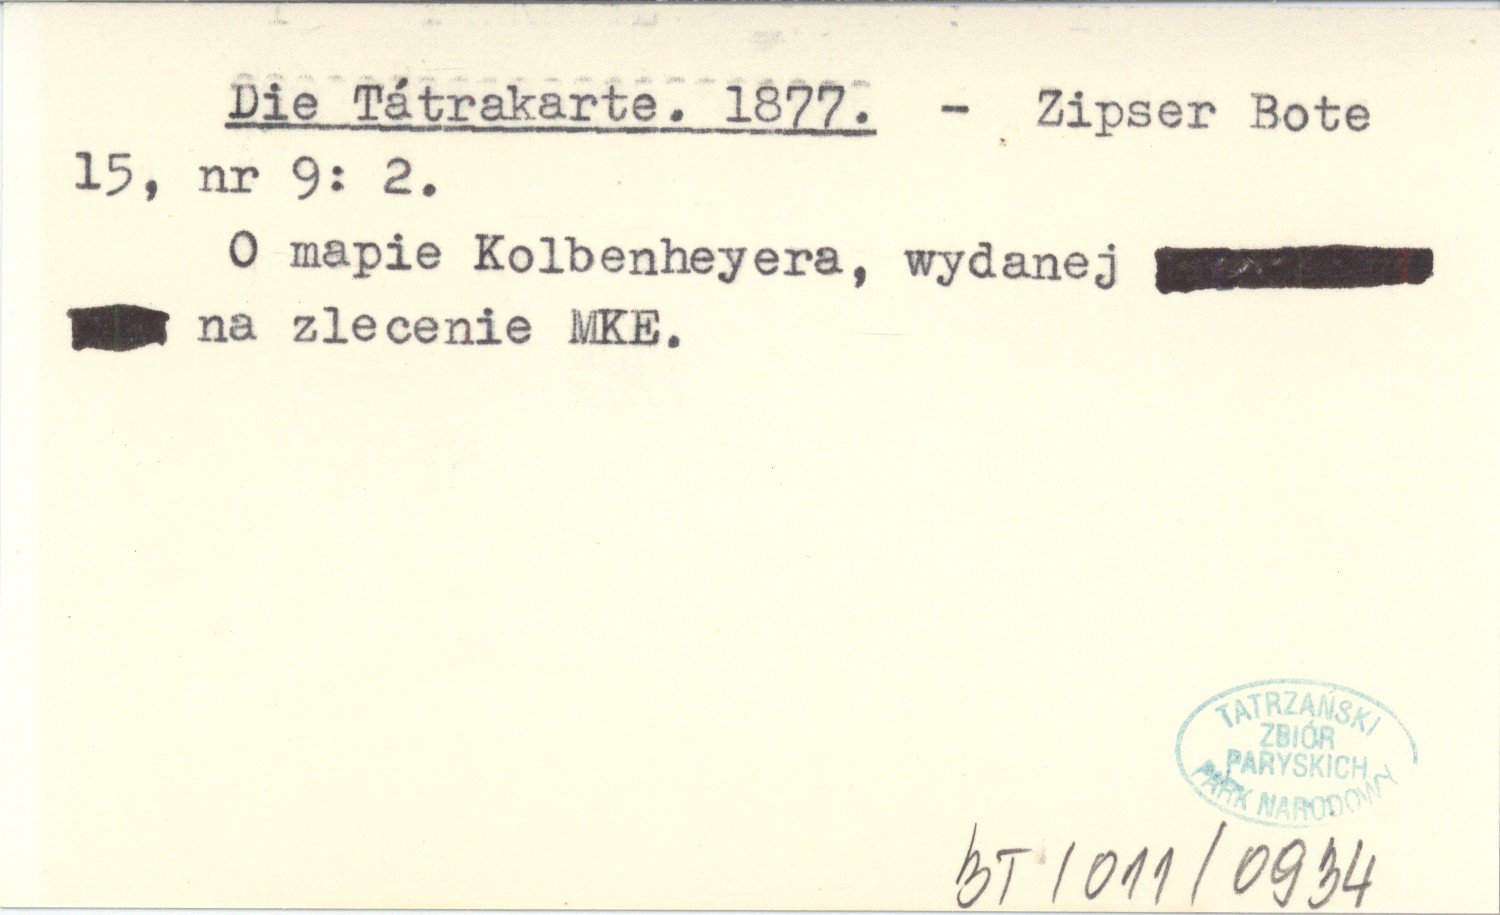 Die Tátrakarte. 1877. - Zipser Bote
15, nr 9: 2.
O mapie Kolbenheyera, wydanej
na zlecenie MKE.
TATRZAŃSKI
ZBIÓR
PARYSKICH
PARK NARODOWY
BT/011/0934